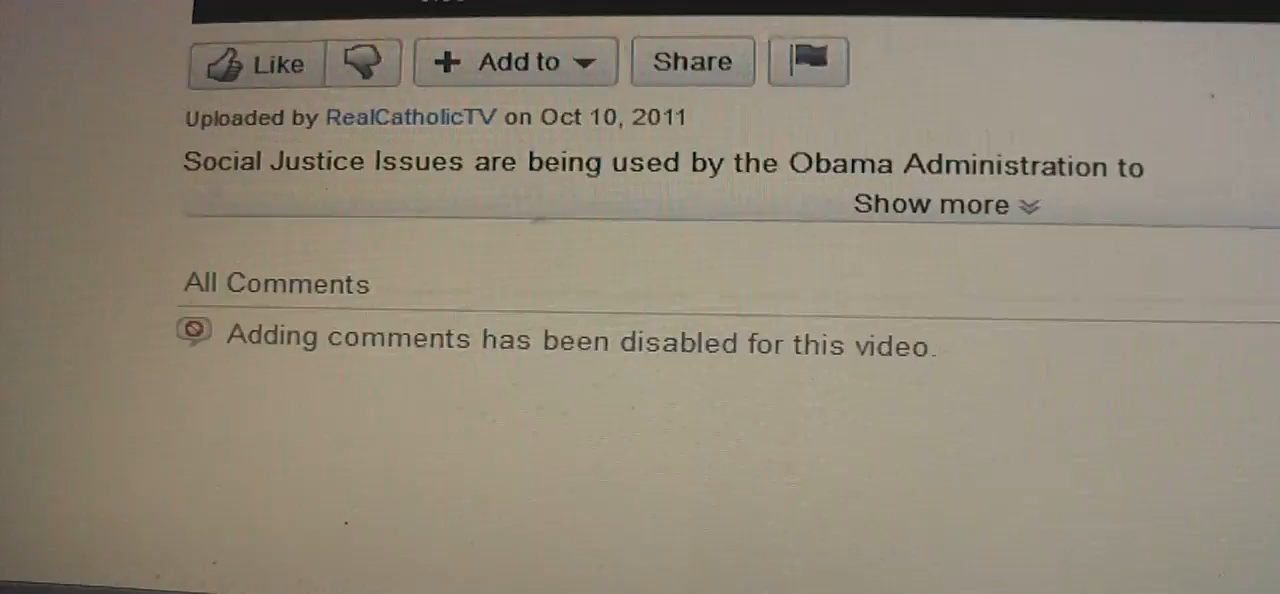 Like
Add to
Share
Uploaded by RealCatholicTV on Oct 10, 2011
Social Justice Issues are being used by the Obama Administration to
Show more
All Comments
Adding comments has been disabled for this video.